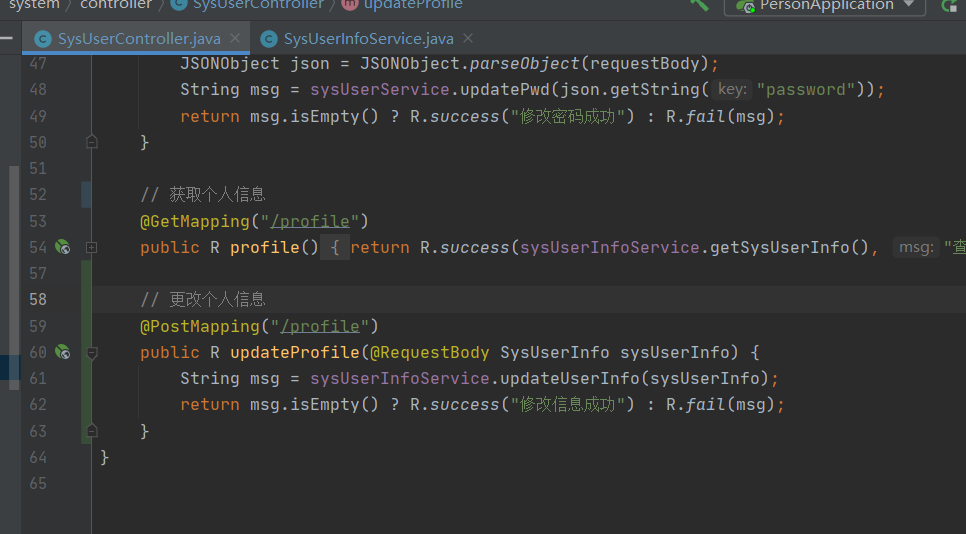 system / controller / SysUserController / updateProfile PersonApplication
SysUserController.java SysUserInfoService.java
47 JSONObject json = JSONObject.parseObject(requestBody);
48 String msg = sysUserService.updatePwd(json.getString( key: "password"));
49 return msg.isEmpty() ? R.success("修改密码成功") : R.fail(msg);
50 }
51
52 // 获取个人信息
53 @GetMapping("/profile")
54 public R profile() { return R.success(sysUserInfoService.getSysUserInfo(), msg: "查
57
58 // 更改个人信息
59 @PostMapping("/profile")
60 public R updateProfile(@RequestBody SysUserInfo sysUserInfo) {
61 String msg = sysUserInfoService.updateUserInfo(sysUserInfo);
62 return msg.isEmpty() ? R.success("修改信息成功") : R.fail(msg);
63 }
64 }
65